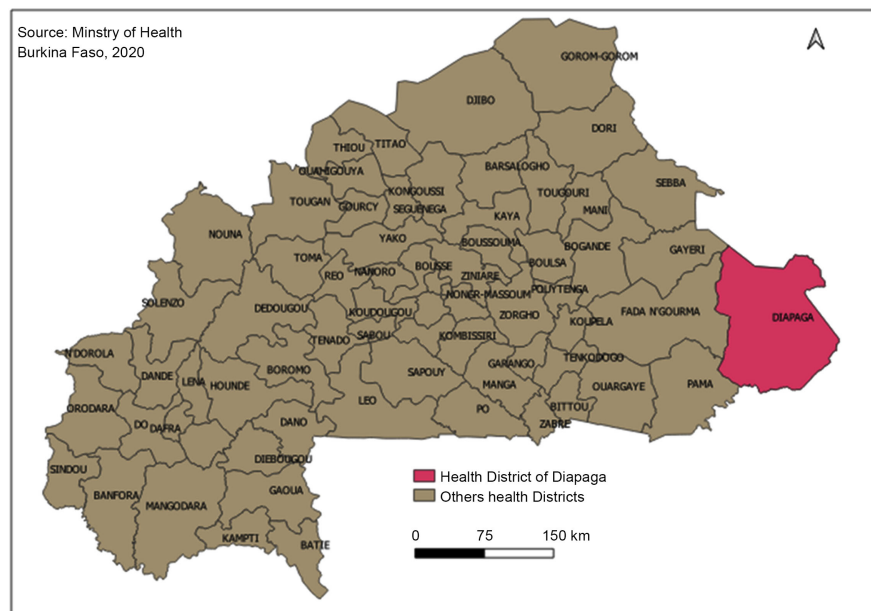 Source: Minstry of Health
Burkina Faso, 2020
GOROM-GOROM
DJIBO
DORI
THIOU
TITAO
OUAHIGOUYA
BARSALOGHO
SEBBA
TOUGAN
GOURCY
KONGOUSSI
SEGUENEGA
TOUGOURI
MANI
KAYA
NOUNA
YAKO
BOUSSOUMA
BOGANDE
GAYERI
TOMA
REO
NANORO
BOUSSE
ZINIARE
BOULSA
SOLENZO
DEDOUGOU
KOUDOUGOU
NONGR-MASSOUM
POUYTENGA
ZORGHO
KOUPELA
FADA N'GOURMA
DIAPAGA
TENADO
SABOU
KOMBISSIRI
N'DOROLA
DANDE
LENA
HOUNDE
BOROMO
SAPOUY
GARANGO
TENKODOGO
MANGA
OUARGAYE
PAMA
ORODARA
DO
DAFRA
DANO
LEO
PO
BITTOU
ZABRE
SINDOU
DIEBOUGOU
BANFORA
MANGODARA
GAOUA
KAMPTI
BATIE
Health District of Diapaga
Others health Districts
0 75 150 km